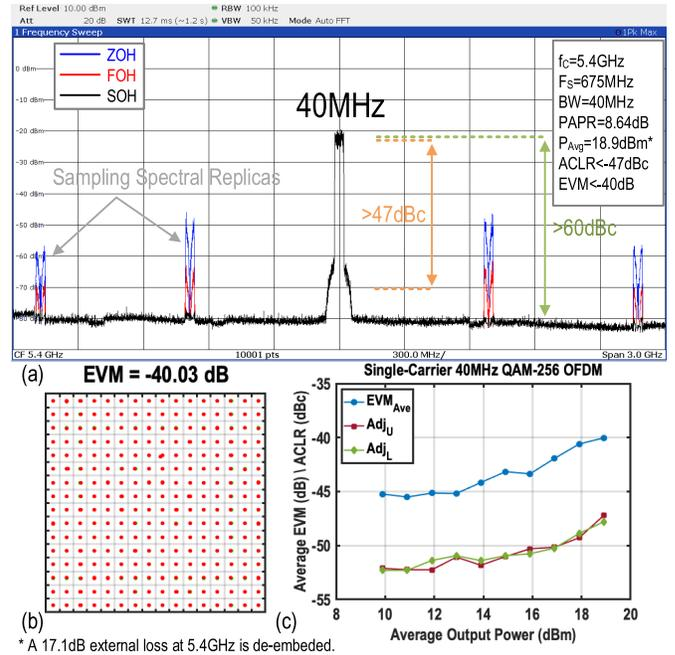 Ref Level 10.00 dBm RBW 100 kHz
Att 20 dB SWT 12.7 ms (~1.2 s) VBW 50 kHz Mode Auto FFT
1 Frequency Sweep 1Pk Max
ZOH
FOH
SOH
40MHz
fC=5.4GHz
FS=675MHz
BW=40MHz
PAPR=8.64dB
PAvg=18.9dBm*
ACLR<-47dBc
EVM<-40dB
0 dBm
-10 dBm
-20 dBm
-30 dBm
-40 dBm
-50 dBm
-60 dBm
-70 dBm
-80 dBm
Sampling Spectral Replicas
>47dBc
>60dBc
CF 5.4 GHz 10001 pts 300.0 MHz/ Span 3.0 GHz
(a)
EVM = -40.03 dB
(b)
Single-Carrier 40MHz QAM-256 OFDM
EVMAve
AdjU
AdjL
Average EVM (dB) \ ACLR (dBc)
-35
-40
-45
-50
-55
8 10 12 14 16 18 20
Average Output Power (dBm)
(c)
* A 17.1dB external loss at 5.4GHz is de-embeded.